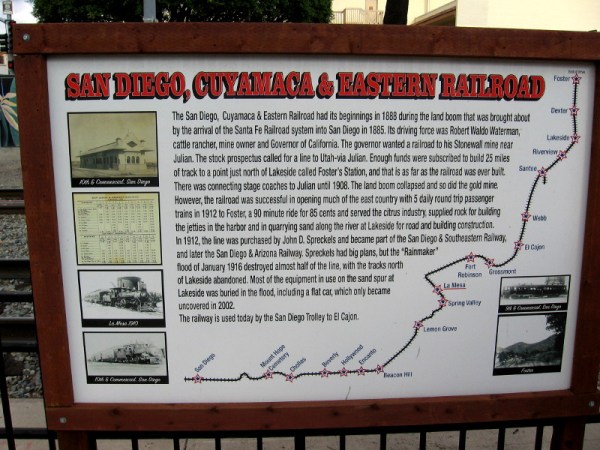 SAN DIEGO, CUYAMACA & EASTERN RAILROAD
The San Diego, Cuyamaca & Eastern Railroad had its beginnings in 1888 during the land boom that was brought about
by the arrival of the Santa Fe Railroad system into San Diego in 1885. Its driving force was Robert Waldo Waterman,
cattle rancher, mine owner and Governor of California. The governor wanted a railroad to his Stonewall mine near
Julian. The stock prospectus called for a line to Utah-via Julian. Enough funds were subscribed to build 25 miles
of track to a point just north of Lakeside called Foster's Station, and that is as far as the railroad was ever built.
There was connecting stage coaches to Julian until 1908. The land boom collapsed and so did the gold mine.
However, the railroad was successful in opening much of the east country with 5 daily round trip passenger
trains in 1912 to Foster, a 90 minute ride for 85 cents and served the citrus industry, supplied rock for building
the jetties in the harbor and in quarrying sand along the river at Lakeside for road and building construction.
In 1912, the line was purchased by John D. Spreckels and became part of the San Diego & Southeastern Railway,
and later the San Diego & Arizona Railway. Spreckels had big plans, but the "Rainmaker"
flood of January 1916 destroyed almost half of the line, with the tracks north
of Lakeside abandoned. Most of the equipment in use on the sand spur at
Lakeside was buried in the flood, including a flat car, which only became
uncovered in 2002.
The railway is used today by the San Diego Trolley to El Cajon.
10th & Commercial, San Diego
La Mesa 1910
10th & Commercial, San Diego
Foster
Dexter
Lakeside
Riverview
Santee
Webb
El Cajon
Grossmont
Fort
Robinson
La Mesa
Spring Valley
Lemon Grove
Beacon Hill
Encanto
Hollywood
Beverly
Chollas
Mount Hope
Cemetery
San Diego
9th & Commercial, San Diego
Foster